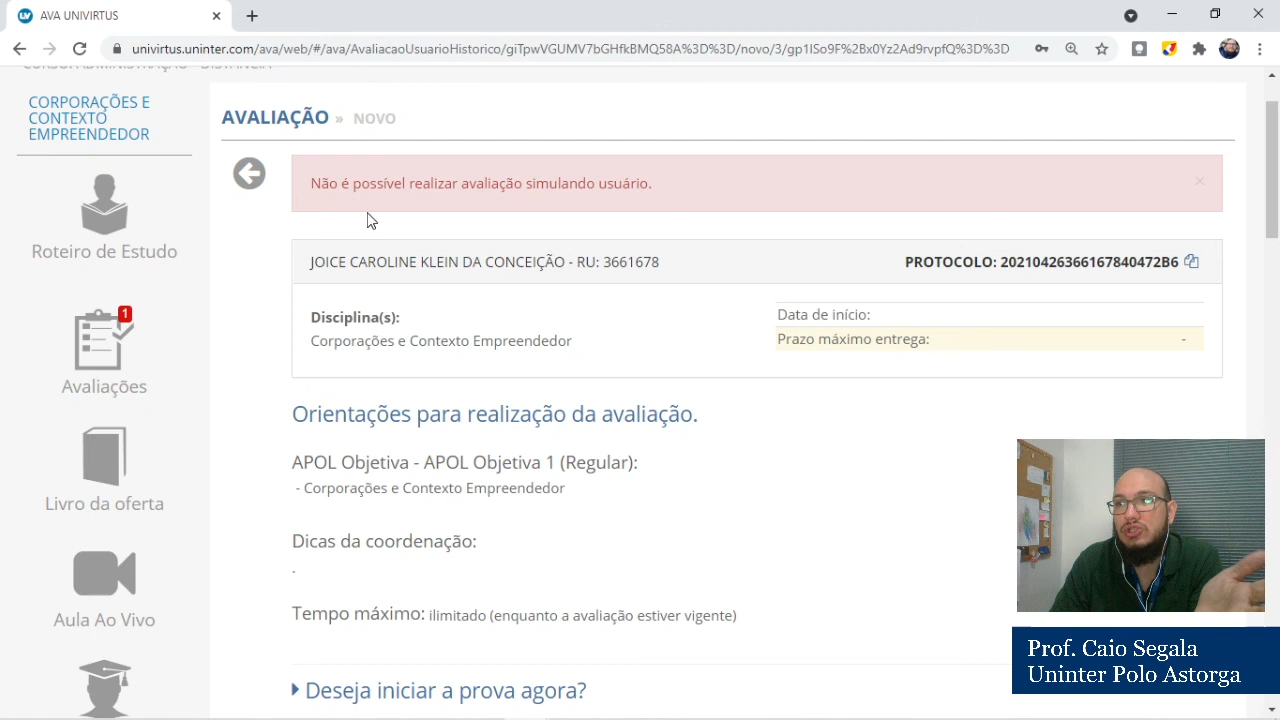 AVA UNIVIRTUS
univirtus.uninter.com/ava/web/#/ava/AvaliacaoUsuarioHistorico/giTpwVGUMV7bGHfkBMQ58A%3D%3D/novo/3/gp1lSo9F%2Bx0Yz2Ad9rvpfQ%3D%3D
CORPORAÇÕES E
CONTEXTO
EMPREENDEDOR
Roteiro de Estudo
1
Avaliações
Livro da oferta
Aula Ao Vivo
AVALIAÇÃO » NOVO
Não é possível realizar avaliação simulando usuário.
JOICE CAROLINE KLEIN DA CONCEIÇÃO - RU: 3661678
PROTOCOLO: 20210426366167840472B6
Disciplina(s):
Corporações e Contexto Empreendedor
Data de início:
Prazo máximo entrega: -
Orientações para realização da avaliação.
APOL Objetiva - APOL Objetiva 1 (Regular):
- Corporações e Contexto Empreendedor
Dicas da coordenação:
-
Tempo máximo: ilimitado (enquanto a avaliação estiver vigente)
Deseja iniciar a prova agora?
Prof. Caio Segala
Uninter Polo Astorga